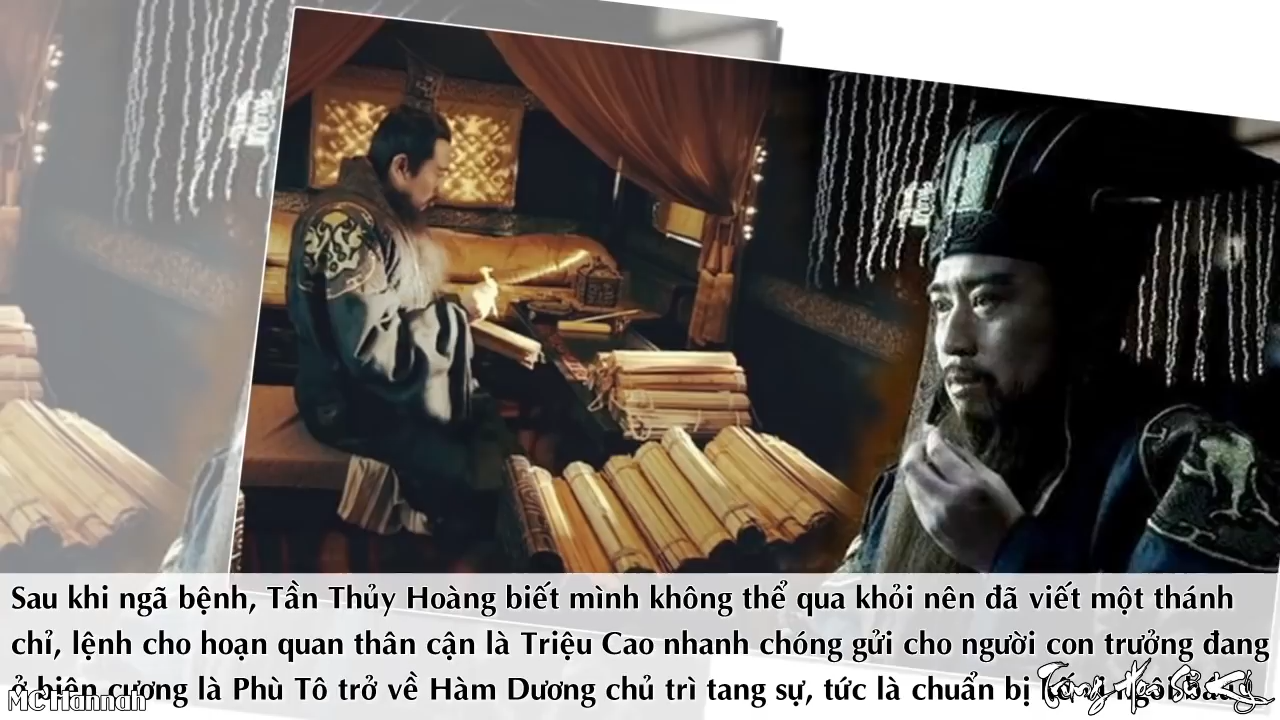 Sau khi ngã bệnh, Tần Thủy Hoàng biết mình không thể qua khỏi nên đã viết một thánh
chỉ, lệnh cho hoạn quan thân cận là Triệu Cao nhanh chóng gửi cho người con trưởng đang
ở biên cương là Phù Tô trở về Hàm Dương chủ trì tang sự, tức là chuẩn bị
MC Hannah